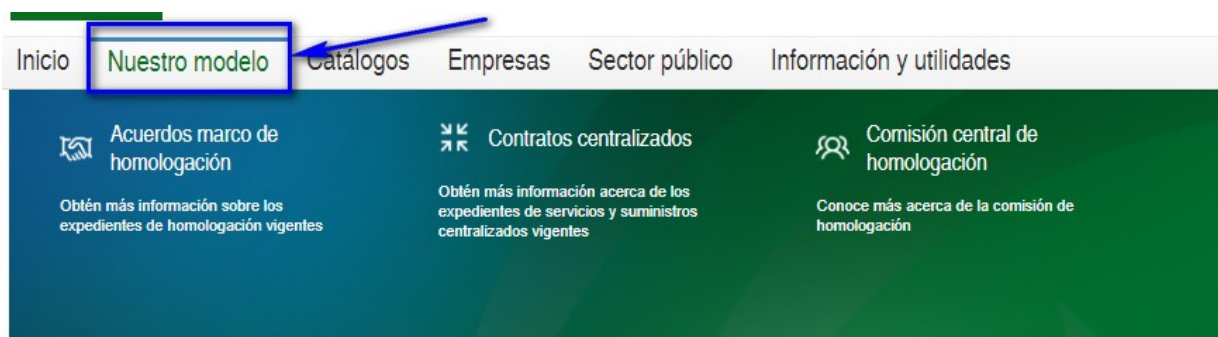 Inicio Nuestro modelo Catálogos Empresas Sector público Información y utilidades
Acuerdos marco de
homologación
Obtén más información sobre los
expedientes de homologación vigentes
Contratos centralizados
Obtén más información acerca de los
expedientes de servicios y suministros
centralizados vigentes
Comisión central de
homologación
Conoce más acerca de la comisión de
homologación